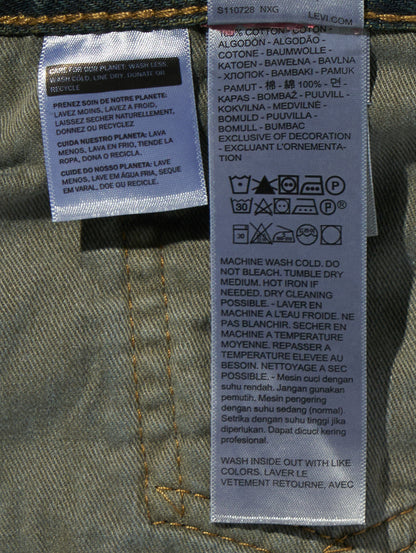 CARE FOR OUR PLANET: WASH LESS,
WASH COLD, LINE DRY, DONATE OR
RECYCLE
PRENEZ SOIN DE NOTRE PLANETE:
LAVEZ MOINS, LAVEZ A FROID,
LAISSEZ SECHER NATURELLEMENT,
DONNEZ OU RECYCLEZ
CUIDA NUESTRO PLANETA: LAVA
MENOS, LAVA EN FRIO, TIENDE LA
ROPA, DONA O RECICLA.
CUIDE DO NOSSO PLANETA: LAVE
MENOS, LAVE EM ÁGUA FRIA, SEQUE
EM VARAL, DOE OU RECICLE.
S110728 NXG LEVI.COM
100% COTTON - COTON -
ALGODÓN - ALGODÃO -
COTONE - BAUMWOLLE -
KATOEN - BAWEŁNA - BAVLNA
- ХЛОПОК - BAMBAKI - PAMUK
- PAMUT - 棉 - 綿 100% - 면 -
KAPAS - BOMBAŽ - PUUVILL -
KOKVILNA - MEDVILNĖ -
BOMULD - PUUVILLA -
BOMULL - BUMBAC
EXCLUSIVE OF DECORATION
- EXCLUANT L'ORNEMENTA-
TION
P
30 P
30
MACHINE WASH COLD. DO
NOT BLEACH. TUMBLE DRY
MEDIUM. HOT IRON IF
NEEDED. DRY CLEANING
POSSIBLE. - LAVER EN
MACHINE A L'EAU FROIDE. NE
PAS BLANCHIR. SECHER EN
MACHINE A TEMPERATURE
MOYENNE. REPASSER A
TEMPERATURE ELEVEE AU
BESOIN. NETTOYAGE A SEC
POSSIBLE. - Mesin cuci dengan
suhu rendah. Jangan gunakan
pemutih. Mesin pengering
dengan suhu sedang (normal).
Setrika dengan suhu tinggi jika
diperlukan. Dapat dicuci kering
profesional.
WASH INSIDE OUT WITH LIKE
COLORS. LAVER LE
VETEMENT RETOURNE, AVEC